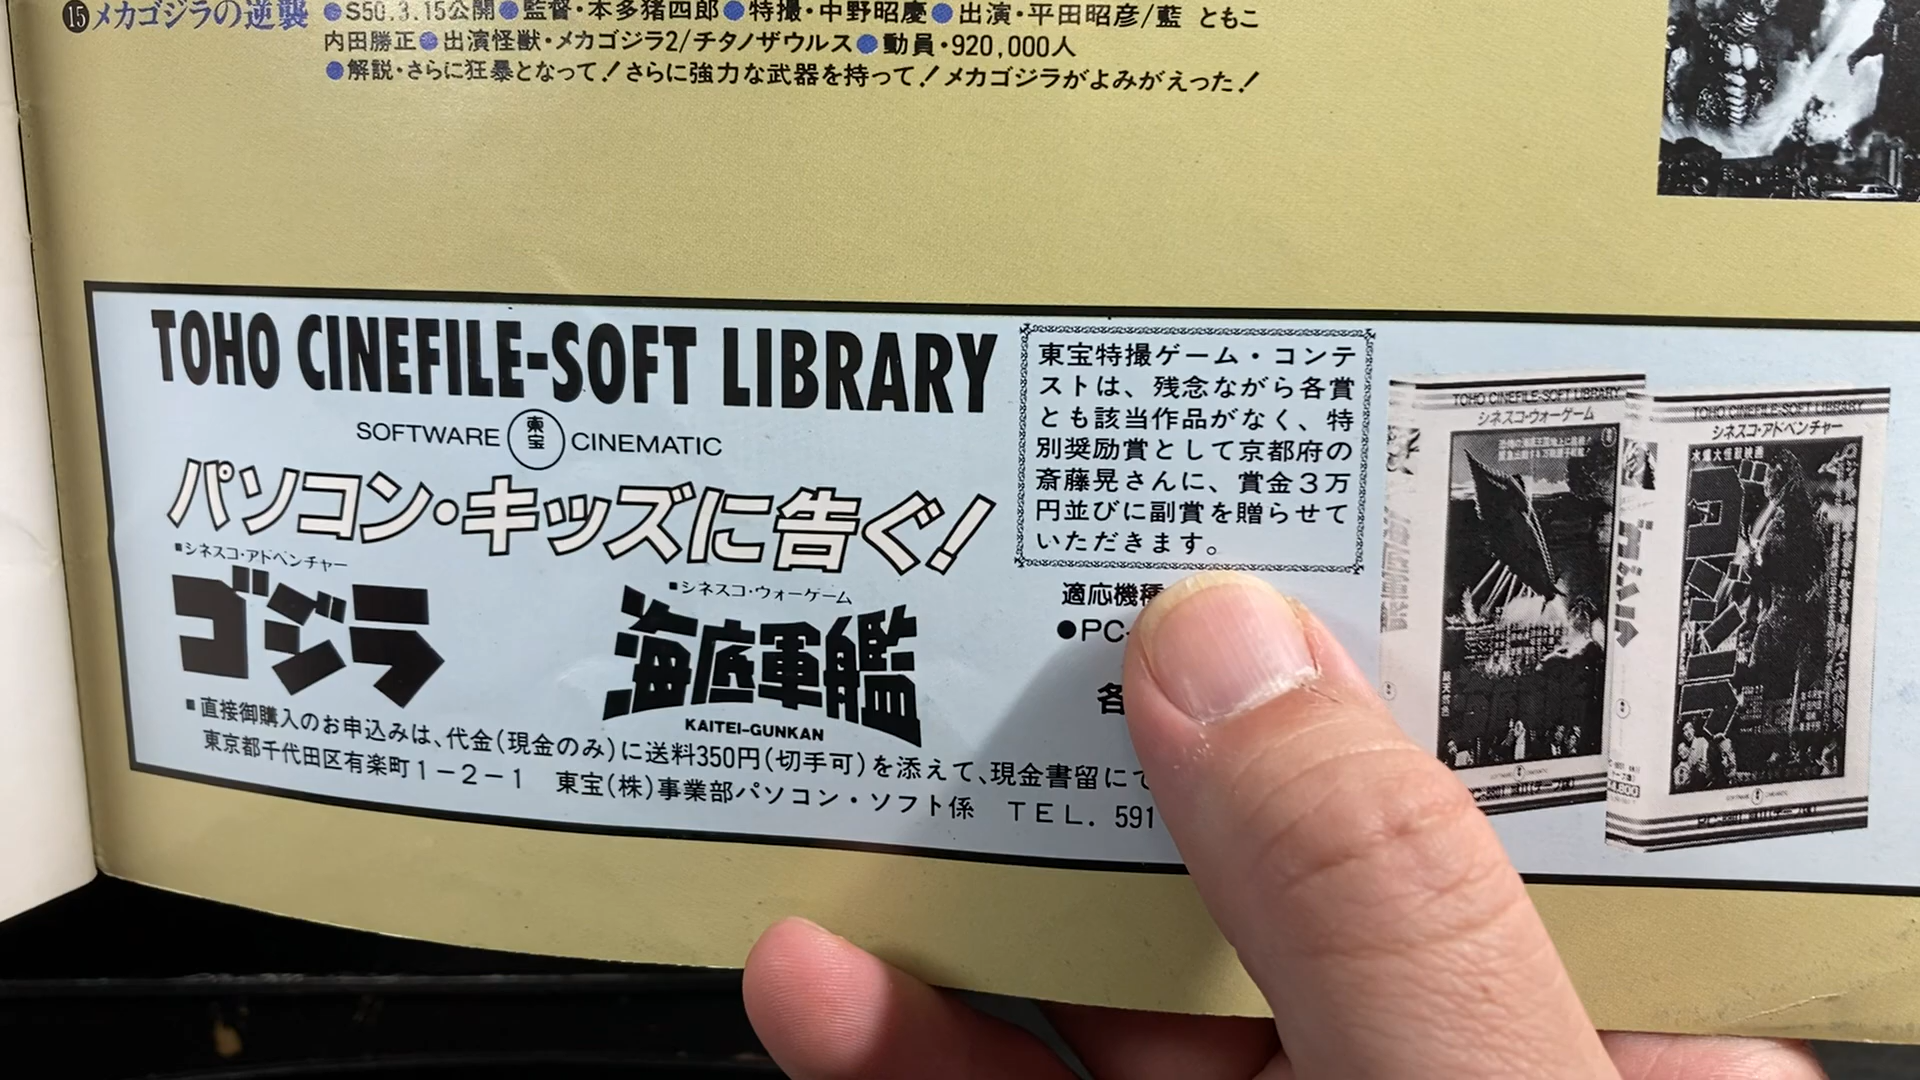 ⑮メカゴジラの逆襲 ●S50.3.15公開●監督・本多猪四郎●特撮・中野昭慶●出演・平田昭彦/藍 ともこ
内田勝正●出演怪獣・メカゴジラ2/チタノザウルス●動員・920,000人
●解説・さらに狂暴となって!さらに強力な武器を持って!メカゴジラがよみがえった!
TOHO CINEFILE-SOFT LIBRARY
SOFTWARE 東宝 CINEMATIC
パソコン・キッズに告ぐ!
■シネスコ・アドベンチャー
ゴジラ
■シネスコ・ウォーゲーム
海底軍艦
KAITEI-GUNKAN
■直接御購入のお申込みは、代金(現金のみ)に送料350円(切手可)を添えて、現金書留にて
東京都千代田区有楽町1-2-1 東宝(株)事業部パソコン・ソフト係 TEL. 591
東宝特撮ゲーム・コンテ
ストは、残念ながら各賞
とも該当作品がなく、特
別奨励賞として京都府の
斎藤晃さんに、賞金3万
円並びに副賞を贈らせて
いただきます。
適応機種
●PC-
各
TOHO CINEFILE-SOFT LIBRARY
シネスコ・ウォーゲーム
TOHO CINEFILE-SOFT LIBRARY
シネスコ・アドベンチャー
水爆大怪獣映画
ゴジラ